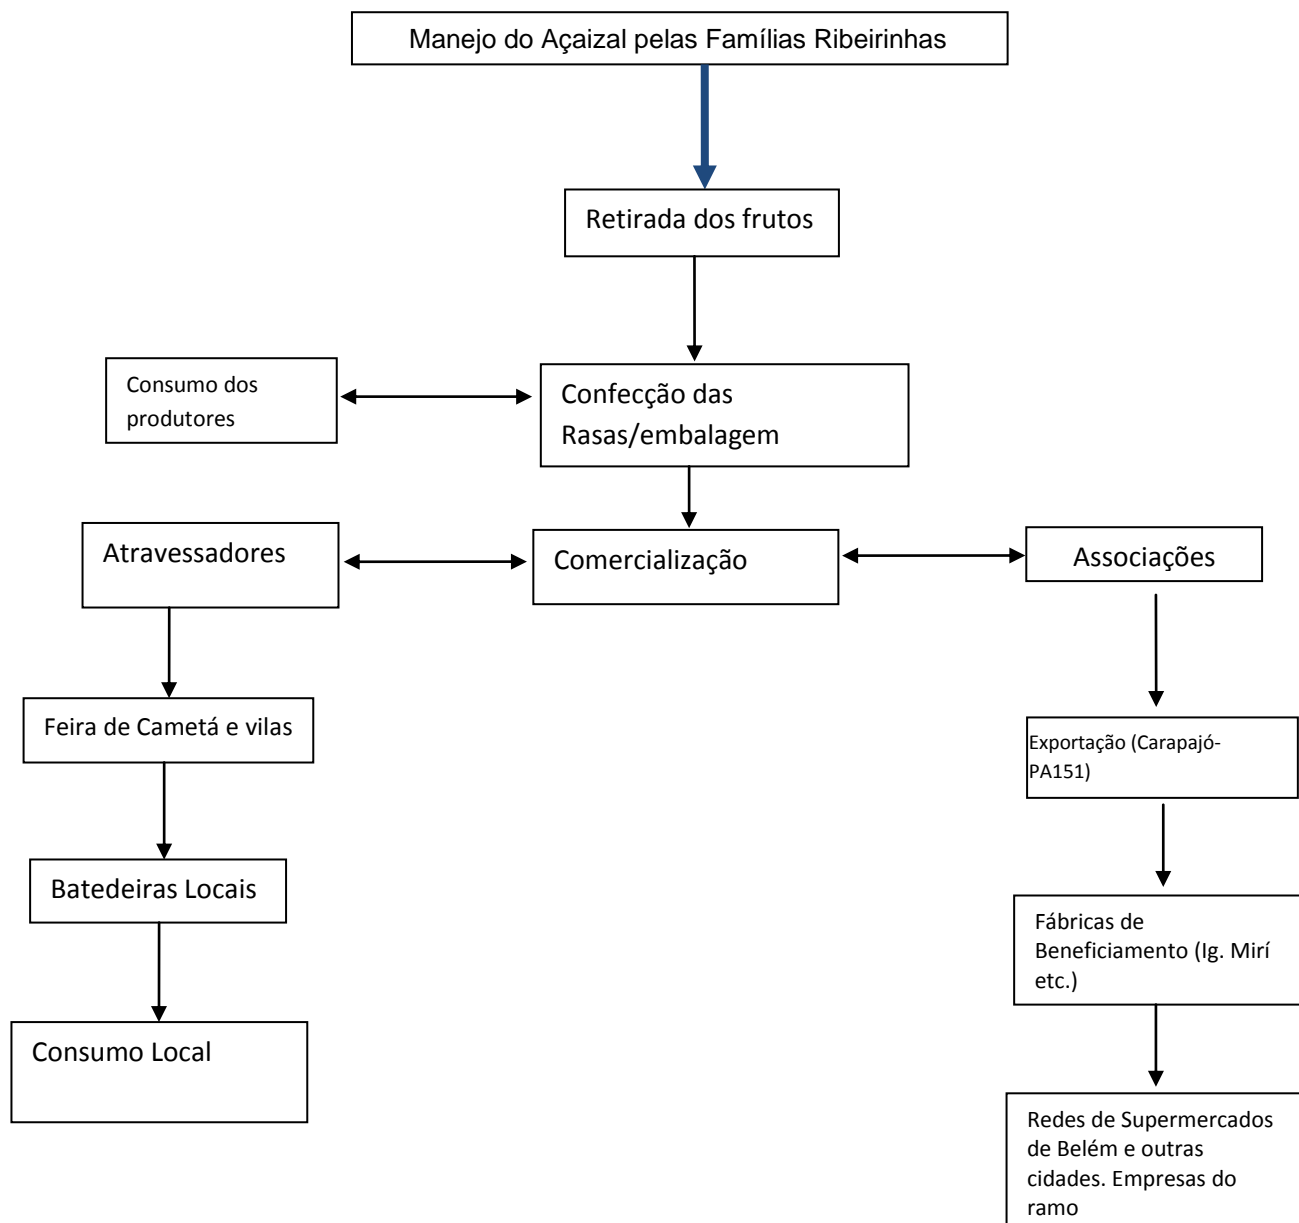 Manejo do Açaizal pelas Famílias Ribeirinhas
Retirada dos frutos
Consumo dos
produtores
Confecção das
Rasas/embalagem
Atravessadores
Comercialização
Associações
Feira de Cametá e vilas
Exportação (Carapajó-
PA151)
Batedeiras Locais
Fábricas de
Beneficiamento (Ig. Mirí
etc.)
Consumo Local
Redes de Supermercados
de Belém e outras
cidades. Empresas do
ramo